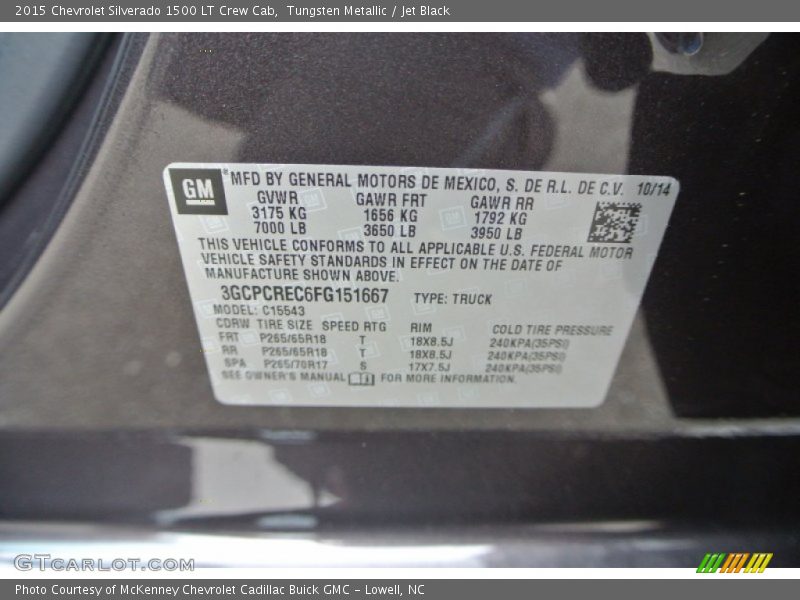 2015 Chevrolet Silverado 1500 LT Crew Cab, Tungsten Metallic / Jet Black
GM
MFD BY GENERAL MOTORS DE MEXICO, S. DE R.L. DE C.V. 10/14
GVWR GAWR FRT GAWR RR
3175 KG 1656 KG 1792 KG
7000 LB 3650 LB 3950 LB
THIS VEHICLE CONFORMS TO ALL APPLICABLE U.S. FEDERAL MOTOR
VEHICLE SAFETY STANDARDS IN EFFECT ON THE DATE OF
MANUFACTURE SHOWN ABOVE.
3GCPCREC6FG151667 TYPE: TRUCK
MODEL: C15543
CDRW TIRE SIZE SPEED RTG RIM COLD TIRE PRESSURE
FRT P265/65R18 T 18X8.5J 240KPA(35PSI)
RR P265/65R18 T 18X8.5J 240KPA(35PSI)
SPA P265/70R17 S 17X7.5J 240KPA(35PSI)
SEE OWNER'S MANUAL FOR MORE INFORMATION.
GTCARLOT.COM
Photo Courtesy of McKenney Chevrolet Cadillac Buick GMC - Lowell, NC